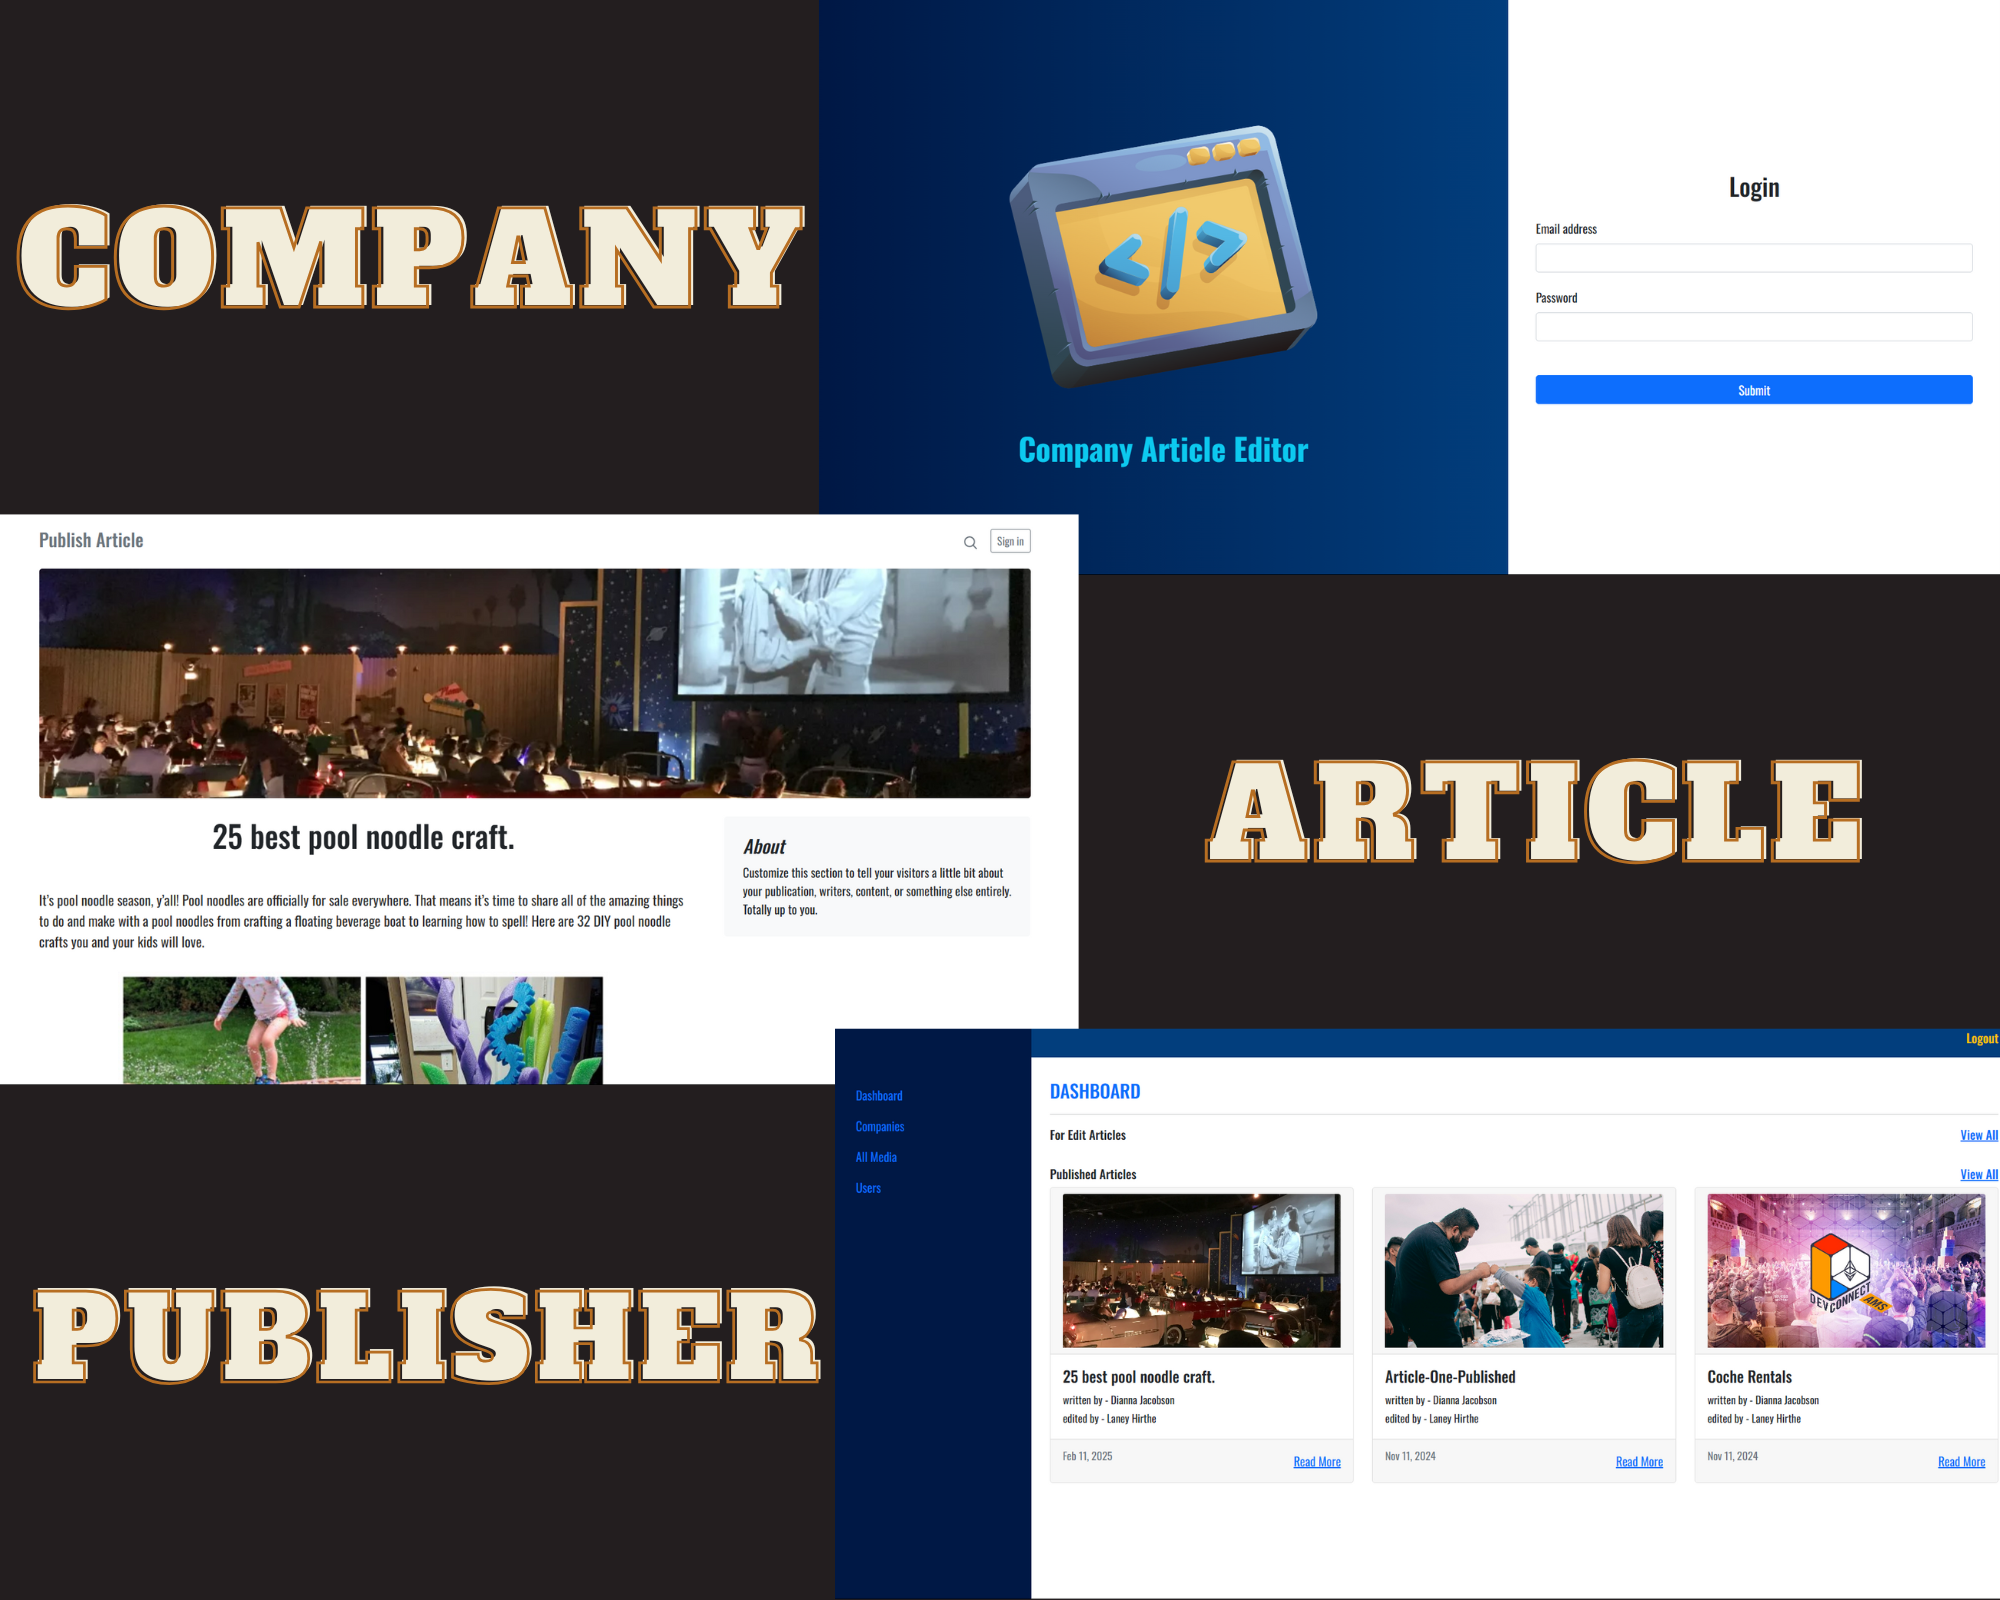 COMPANY
Company Article Editor
Login
Email address
Password
Submit
Publish Article
Sign in
25 best pool noodle craft.
It's pool noodle season, y'all! Pool noodles are officially for sale everywhere. That means it's time to share all of the amazing things
to do and make with a pool noodles from crafting a floating beverage boat to learning how to spell! Here are 32 DIY pool noodle
crafts you and your kids will love.
About
Customize this section to tell your visitors a little bit about
your publication, writers, content, or something else entirely.
Totally up to you.
ARTICLE
PUBLISHER
Logout
Dashboard
Companies
All Media
Users
DASHBOARD
For Edit Articles
View All
Published Articles
View All
25 best pool noodle craft.
written by - Dianna Jacobson
edited by - Laney Hirthe
Feb 11, 2025
Read More
Article-One-Published
written by - Dianna Jacobson
edited by - Laney Hirthe
Nov 11, 2024
Read More
DEVCONNECT
AMS
Coche Rentals
written by - Dianna Jacobson
edited by - Laney Hirthe
Nov 11, 2024
Read More